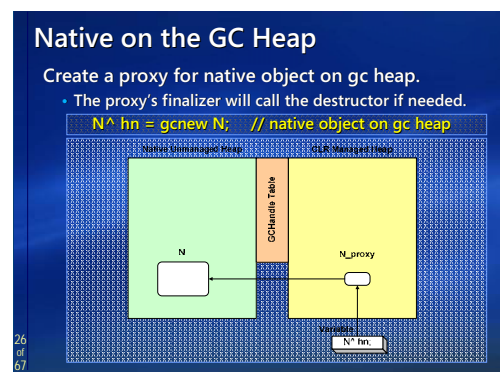 Native on the GC Heap
Create a proxy for native object on gc heap.
• The proxy's finalizer will call the destructor if needed.
N^ hn = gcnew N;   // native object on gc heap
Native Unmanaged Heap
CLR Managed Heap
GCHandle Table
N
N_proxy
Variable
N^ hn;
26
of
67